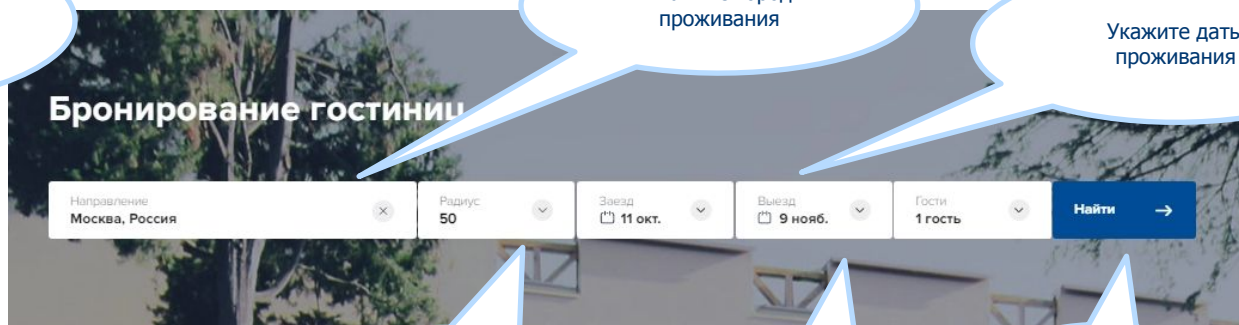 проживания
Укажите даты
проживания
Бронирование гостиниц
Направление
Москва, Россия
Радиус
50
Заезд
11 окт.
Выезд
9 нояб.
Гости
1 гость
Найти